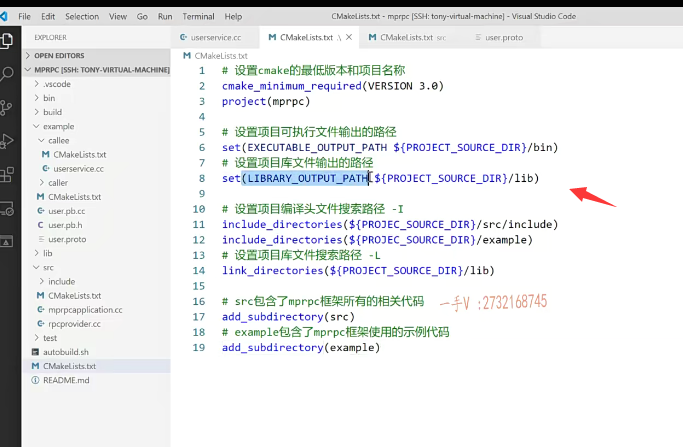 File Edit Selection View Go Run Terminal Help CMakeLists.txt - mprpc [SSH: tony-virtual-machine] - Visual Studio Code
EXPLORER
userservice.cc CMakeLists.txt .\ CMakeLists.txt src user.proto
OPEN EDITORS
MPRPC [SSH: TONY-VIRTUAL-MACHINE]
.vscode
bin
build
example
callee
CMakeLists.txt
userservice.cc
caller
CMakeLists.txt
user.pb.cc
user.pb.h
user.proto
lib
src
include
CMakeLists.txt
mprpcapplication.cc
rpcprovider.cc
test
autobuild.sh
CMakeLists.txt
README.md
CMakeLists.txt
1 # 设置cmake的最低版本和项目名称
2 cmake_minimum_required(VERSION 3.0)
3 project(mprpc)
4
5 # 设置项目可执行文件输出的路径
6 set(EXECUTABLE_OUTPUT_PATH ${PROJECT_SOURCE_DIR}/bin)
7 # 设置项目库文件输出的路径
8 set(LIBRARY_OUTPUT_PATH ${PROJECT_SOURCE_DIR}/lib)
9
10 # 设置项目编译头文件搜索路径 -I
11 include_directories(${PROJEC_SOURCE_DIR}/src/include)
12 include_directories(${PROJEC_SOURCE_DIR}/example)
13 # 设置项目库文件搜索路径 -L
14 link_directories(${PROJECT_SOURCE_DIR}/lib)
15
16 # src包含了mprpc框架所有的相关代码
17 add_subdirectory(src)
18 # example包含了mprpc框架使用的示例代码
19 add_subdirectory(example)
一手V :2732168745